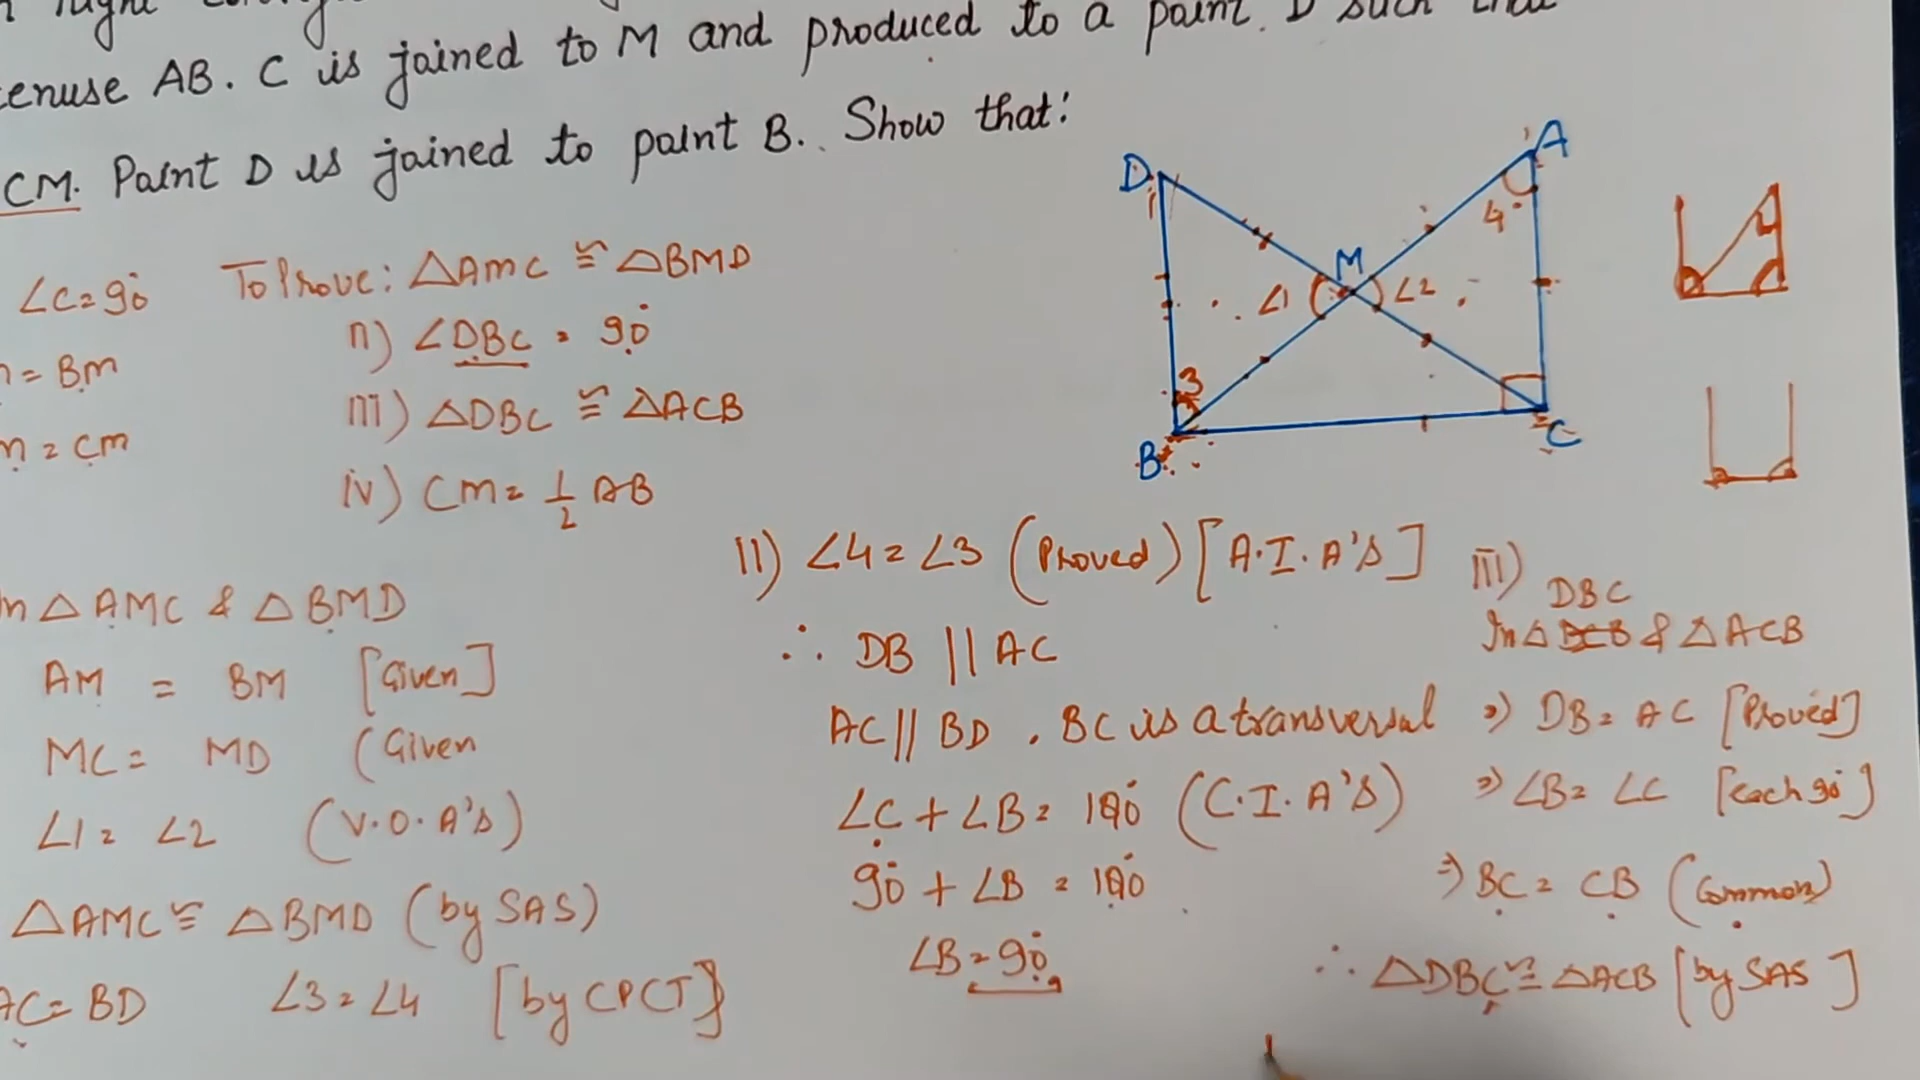 enuse AB. C is joined to M and produced to a point D such that
CM. Point D is joined to point B. Show that:
∠C=90° To Prove: △AMC ≅ △BMD
= BM
II) ∠DBC = 90°
III) △DBC ≅ △ACB
= CM
iv) CM = 1/2 AB
D
A
M
B
C
∠1
∠2
3
4
In △AMC & △BMD
AM = BM [Given]
MC = MD (Given
∠1 = ∠2 (V.O.A's)
△AMC ≅ △BMD (by SAS)
AC = BD ∠3 = ∠4 [by CPCT]
II) ∠4 = ∠3 (Proved) [A.I.A's]
∴ DB || AC
AC || BD, BC is a transversal
∠C + ∠B = 180° (C.I.A's)
90° + ∠B = 180°
∠B = 90°
III)
DBC
In △ & △ACB
⇒ DB = AC [Proved]
⇒ ∠B = ∠C [each 90°]
⇒ BC = CB (Common)
∴ △DBC ≅ △ACB [by SAS]